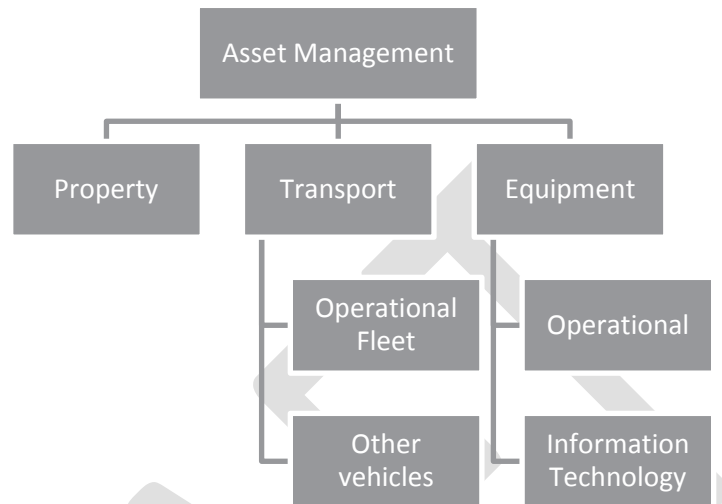 Asset Management
Property
Transport
Equipment
Operational
Fleet
Operational
Other
vehicles
Information
Technology